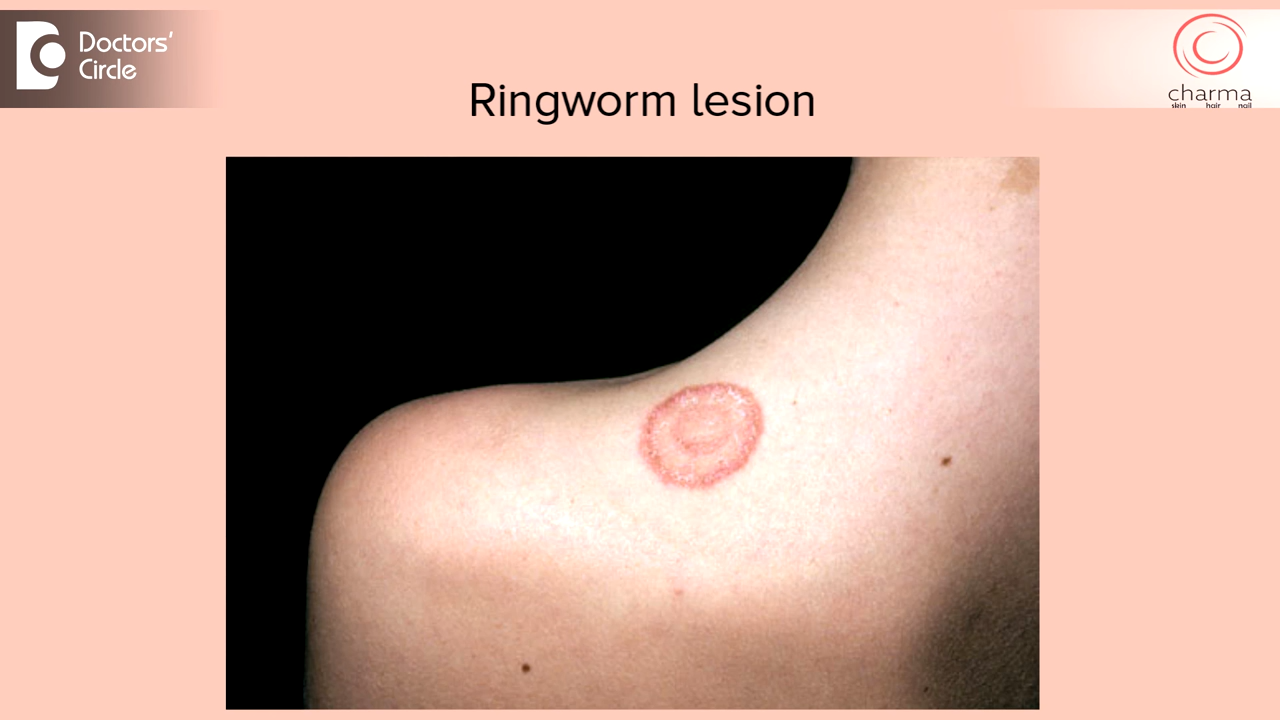 Doctors'
Circle
Ringworm lesion
charma
skin hair nail